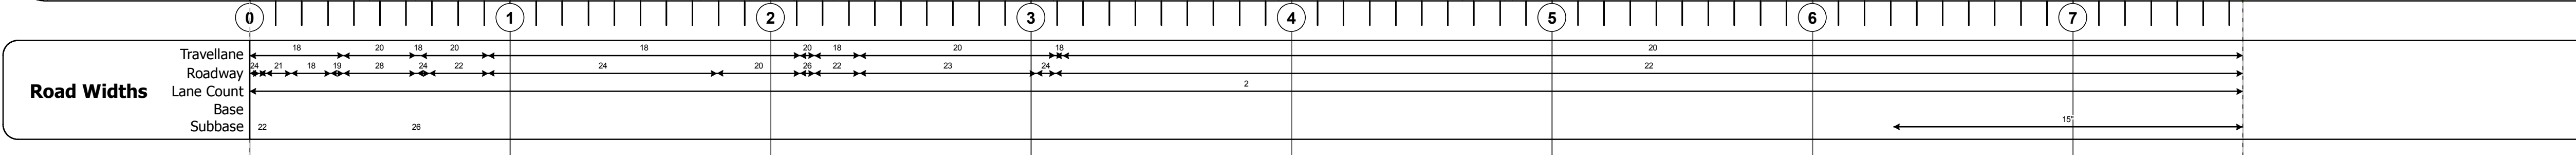 0 1 2 3 4 5 6 7
Travellane 18 20 18 20 18 20 18 20 18 20
Roadway 24 21 18 19 28 24 22 24 20 26 22 23 24 22
Road Widths
Lane Count 2
Base
Subbase 22 26 15"